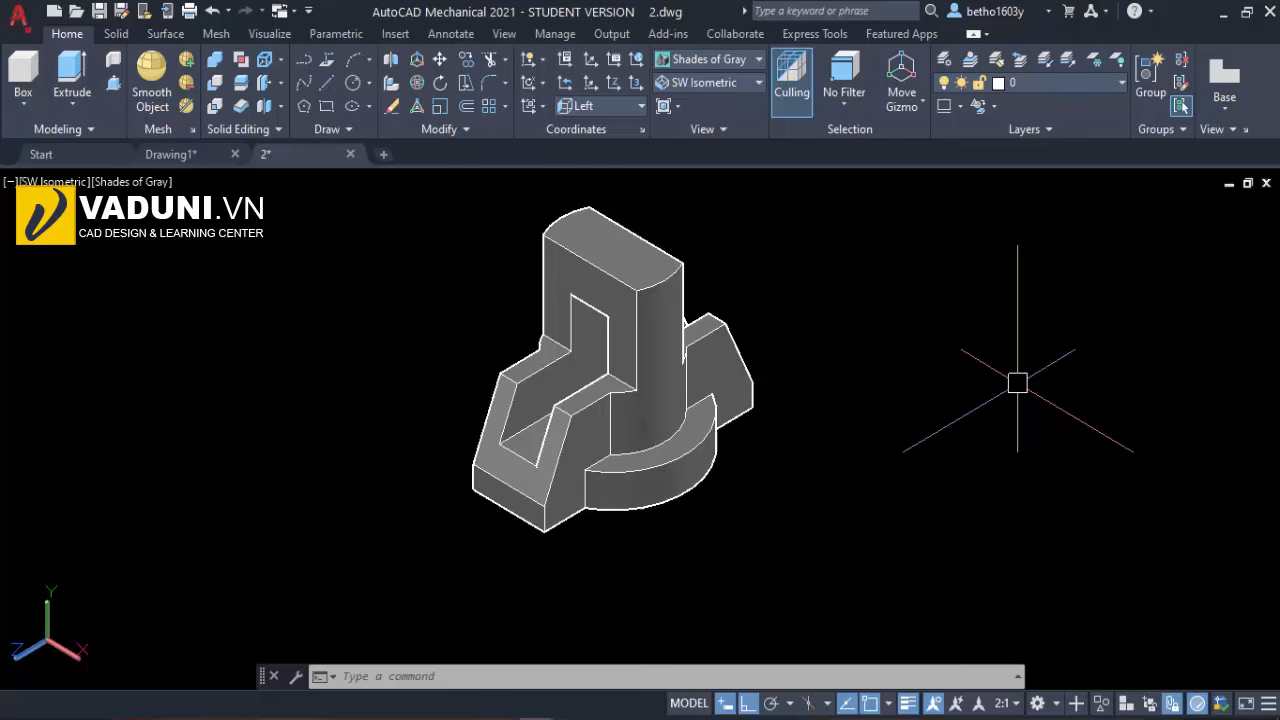 AutoCAD Mechanical 2021 - STUDENT VERSION 2.dwg
Type a keyword or phrase
betho1603y
Home Solid Surface Mesh Visualize Parametric Insert Annotate View Manage Output Add-ins Collaborate Express Tools Featured Apps
Box
Extrude
Smooth
Object
Left
Shades of Gray
SW Isometric
Culling
No Filter
Move
Gizmo
0
Group
Base
Modeling
Mesh
Solid Editing
Draw
Modify
Coordinates
View
Selection
Layers
Groups
View
Start
Drawing1*
2*
[−][SW Isometric][Shades of Gray]
VADUNI.VN
CAD DESIGN & LEARNING CENTER
Y
Z
X
Type a command
MODEL
2:1